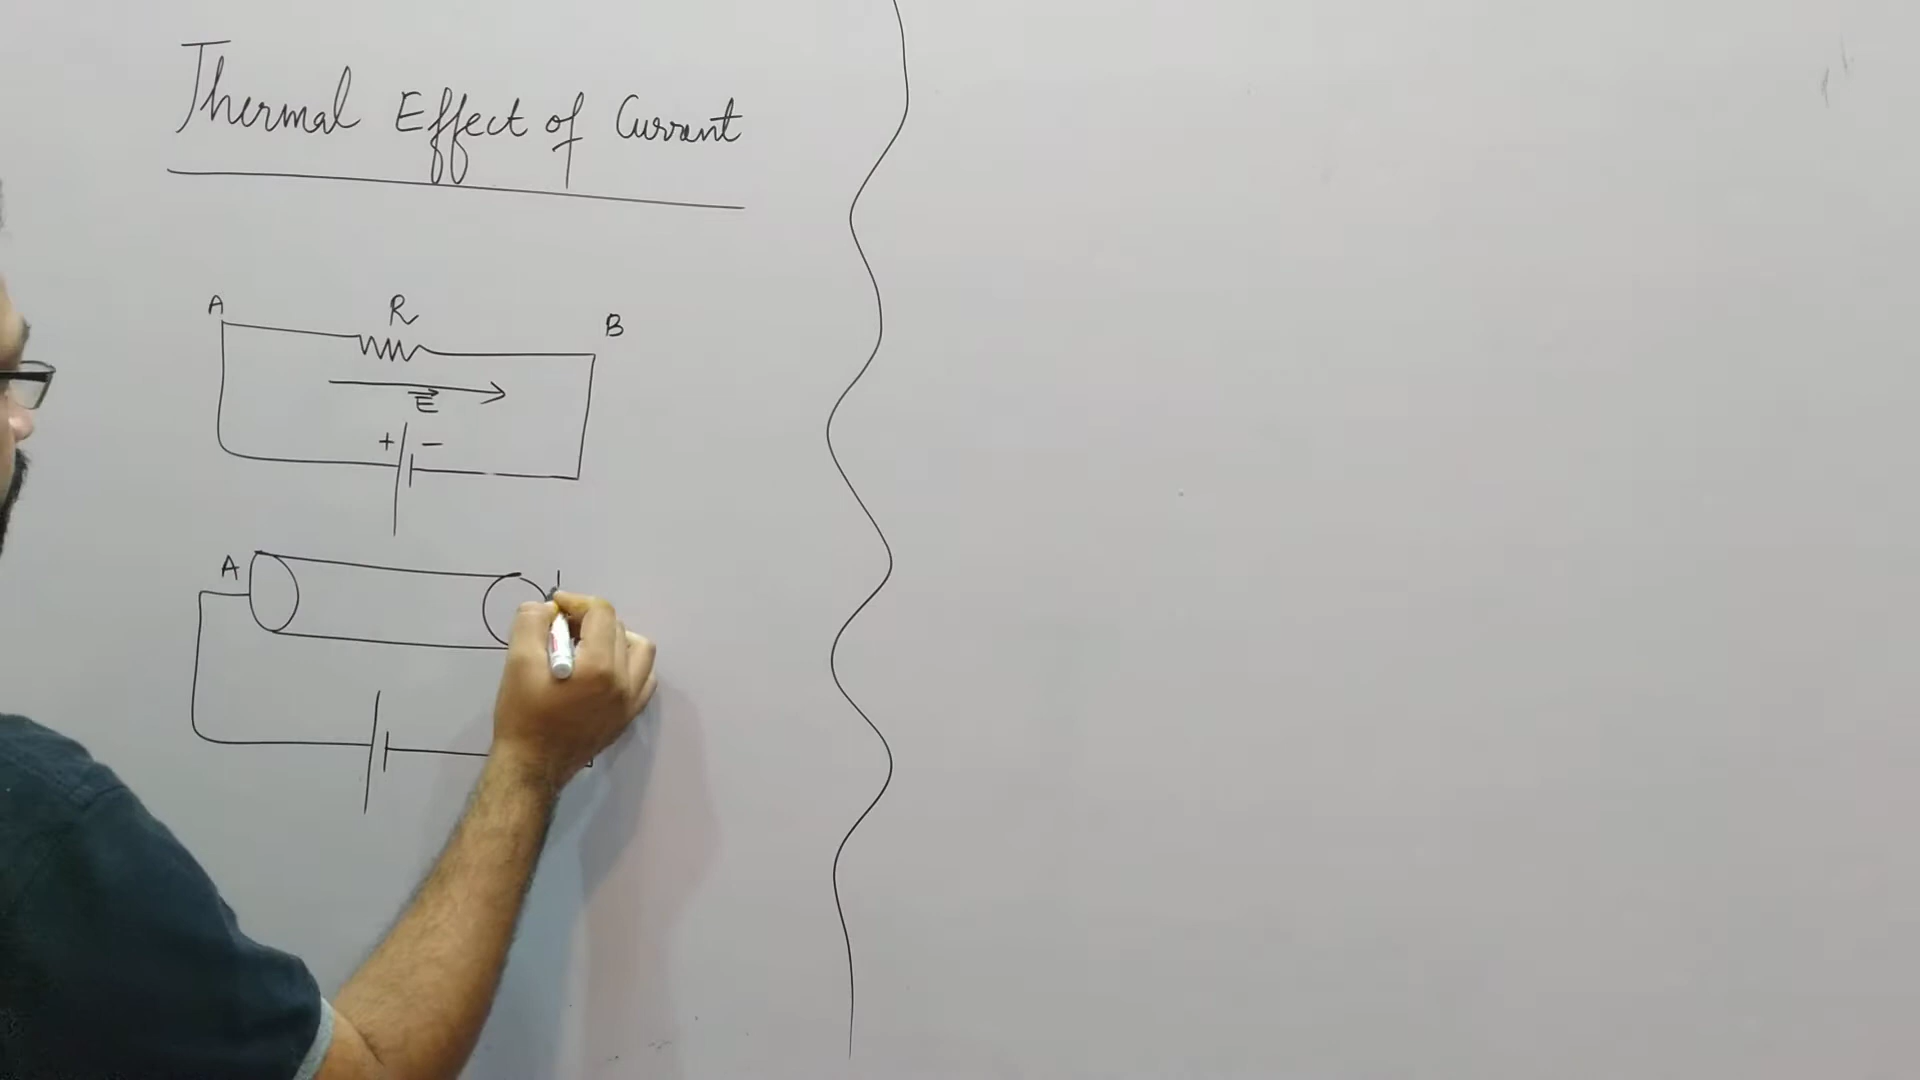 Thermal Effect of Current
A R B
E
+ −
A